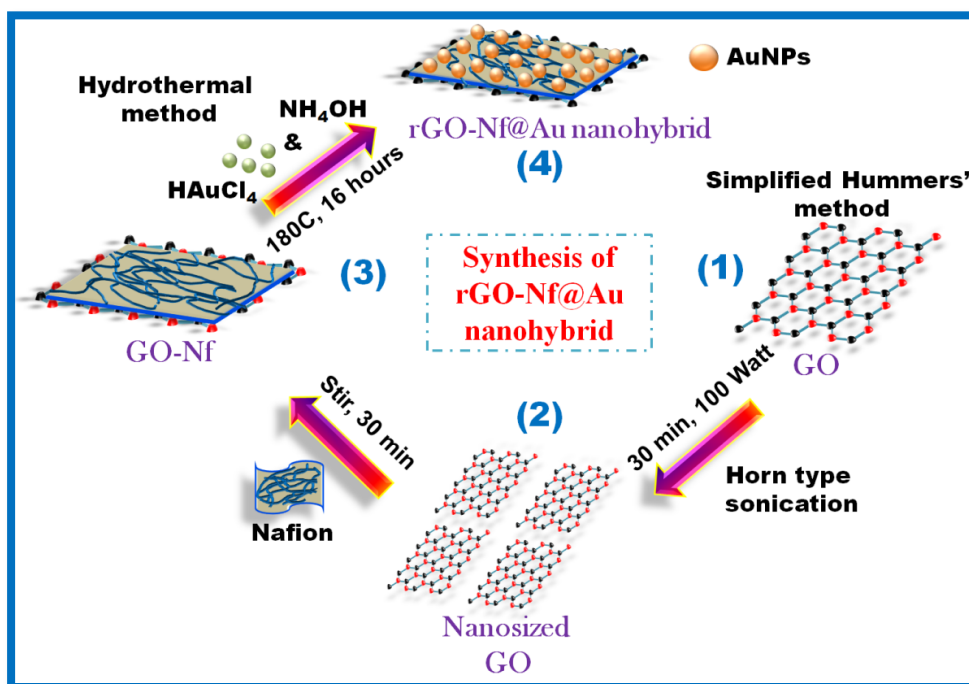 AuNPs
Hydrothermal
method
NH₄OH
&
HAuCl₄
180C, 16 hours
rGO-Nf@Au nanohybrid
(4)
Simplified Hummers'
method
(1)
GO
Synthesis of
rGO-Nf@Au
nanohybrid
(3)
GO-Nf
30 min, 100 Watt
Horn type
sonication
(2)
Nanosized
GO
Stir, 30 min
Nafion